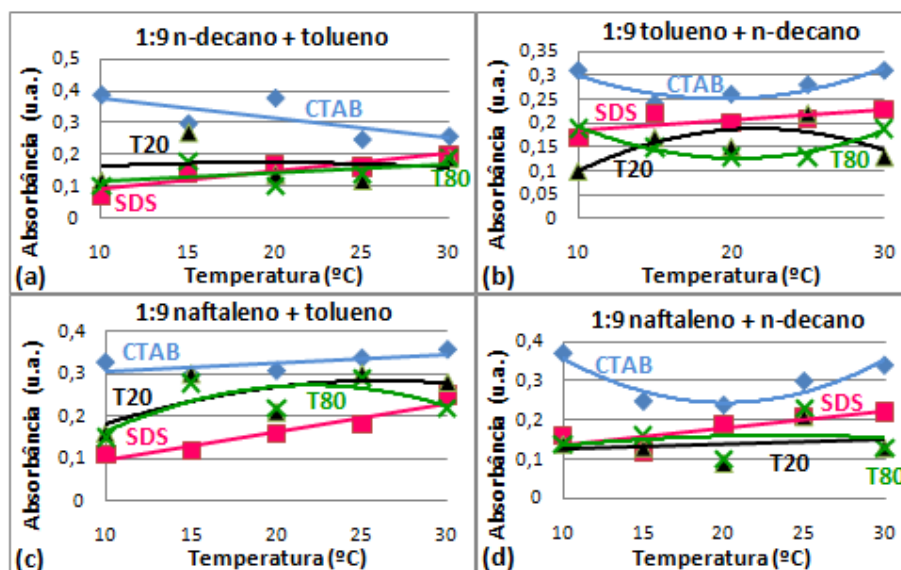 1:9 n-decano + tolueno
Absorbância (u.a.)
0,5
0,4
0,3
0,2
0,1
0
CTAB
T20
T80
SDS
10 15 20 25 30
(a) Temperatura (ºC)
1:9 tolueno + n-decano
Absorbância (u.a.)
0,35
0,3
0,25
0,2
0,15
0,1
0,05
0
CTAB
SDS
T20
T80
10 15 20 25 30
(b) Temperatura (ºC)
1:9 naftaleno + tolueno
Absorbância (u.a.)
0,4
0,3
0,2
0,1
0
CTAB
T20
T80
SDS
10 15 20 25 30
(c) Temperatura (ºC)
1:9 naftaleno + n-decano
Absorbância (u.a.)
0,4
0,3
0,2
0,1
0
CTAB
SDS
T20
T80
10 15 20 25 30
(d) Temperatura (ºC)